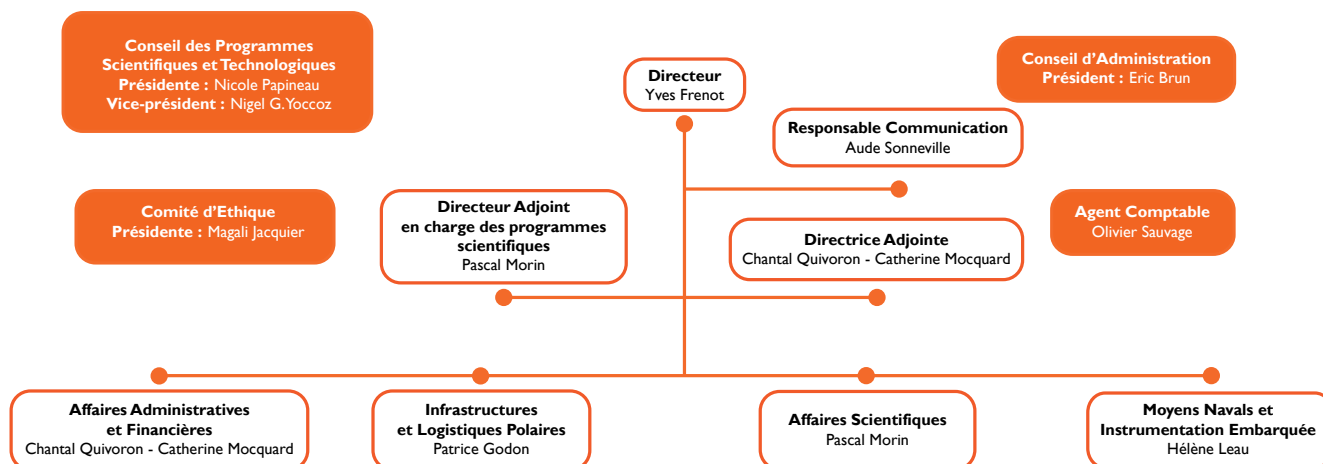 Conseil des Programmes
Scientifiques et Technologiques
Présidente : Nicole Papineau
Vice-président : Nigel G.Yoccoz
Directeur
Yves Frenot
Conseil d'Administration
Président : Eric Brun
Responsable Communication
Aude Sonneville
Comité d'Ethique
Présidente : Magali Jacquier
Directeur Adjoint
en charge des programmes
scientifiques
Pascal Morin
Directrice Adjointe
Chantal Quivoron - Catherine Mocquard
Agent Comptable
Olivier Sauvage
Affaires Administratives
et Financières
Chantal Quivoron - Catherine Mocquard
Infrastructures
et Logistiques Polaires
Patrice Godon
Affaires Scientifiques
Pascal Morin
Moyens Navals et
Instrumentation Embarquée
Hélène Leau